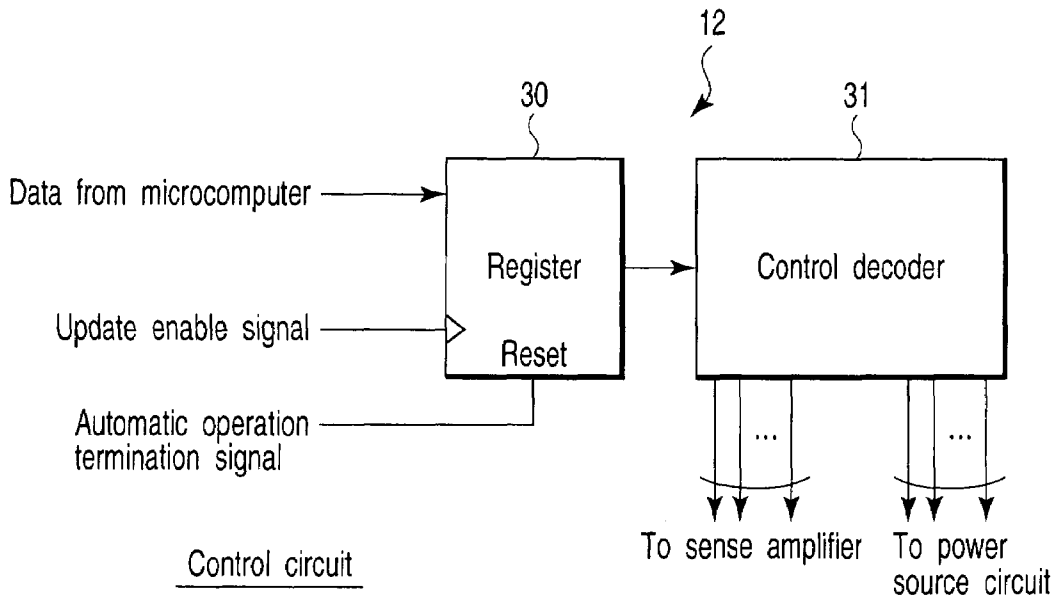 12
30
31
Data from microcomputer
Register
Control decoder
Update enable signal
Reset
Automatic operation
termination signal
...
...
To sense amplifier
To power
source circuit
Control circuit